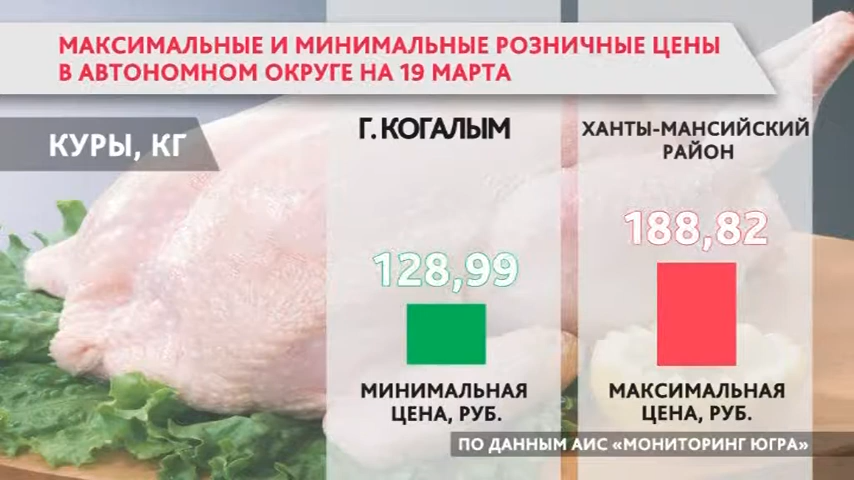 МАКСИМАЛЬНЫЕ И МИНИМАЛЬНЫЕ РОЗНИЧНЫЕ ЦЕНЫ
В АВТОНОМНОМ ОКРУГЕ НА 19 МАРТА
КУРЫ, КГ
Г. КОГАЛЫМ
128,99
МИНИМАЛЬНАЯ
ЦЕНА, РУБ.
ХАНТЫ-МАНСИЙСКИЙ
РАЙОН
188,82
МАКСИМАЛЬНАЯ
ЦЕНА, РУБ.
ПО ДАННЫМ АИС «МОНИТОРИНГ ЮГРА»